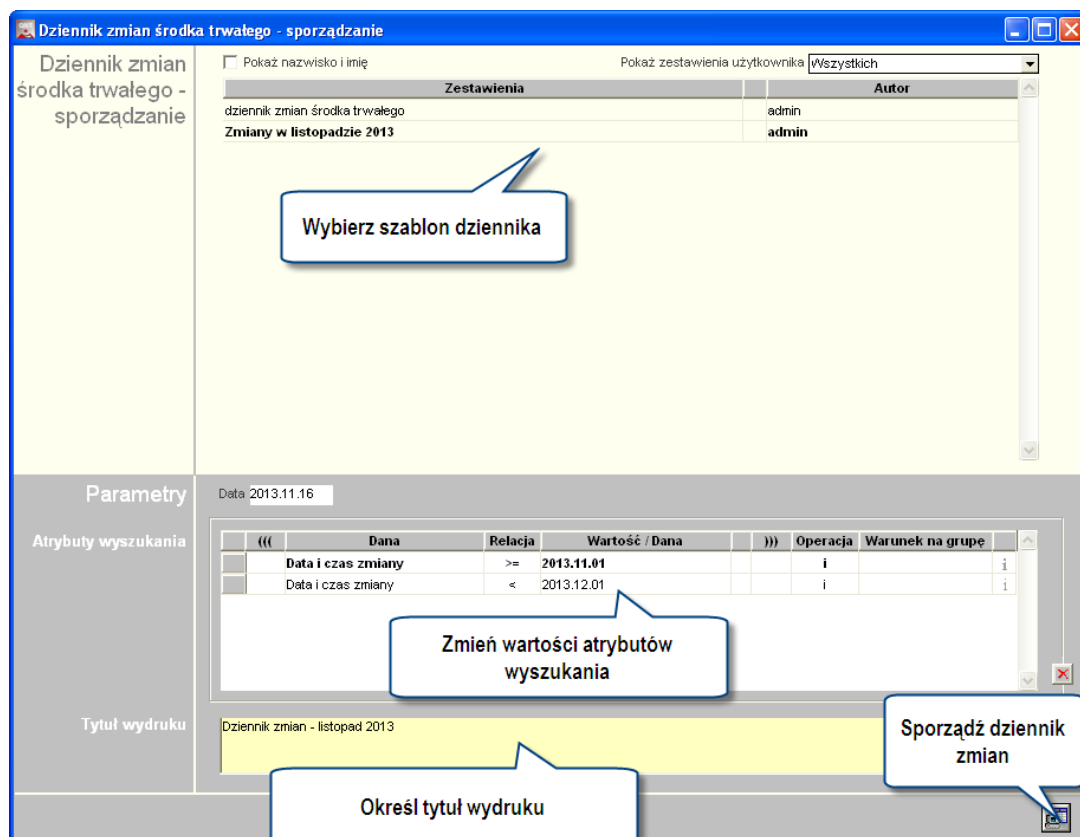 Dziennik zmian środka trwałego - sporządzanie
Dziennik zmian
środka trwałego -
sporządzanie
Pokaż nazwisko i imię
Pokaż zestawienia użytkownika Wszystkich
Zestawienia Autor
dziennik zmian środka trwałego admin
Zmiany w listopadzie 2013 admin
Wybierz szablon dziennika
Parametry
Data 2013.11.16
Atrybuty wyszukania
((( Dana Relacja Wartość / Dana ))) Operacja Warunek na grupę
Data i czas zmiany >= 2013.11.01 i i
Data i czas zmiany < 2013.12.01 i i
Zmień wartości atrybutów
wyszukania
Tytuł wydruku
Dziennik zmian - listopad 2013
Sporządź dziennik
zmian
Określ tytuł wydruku